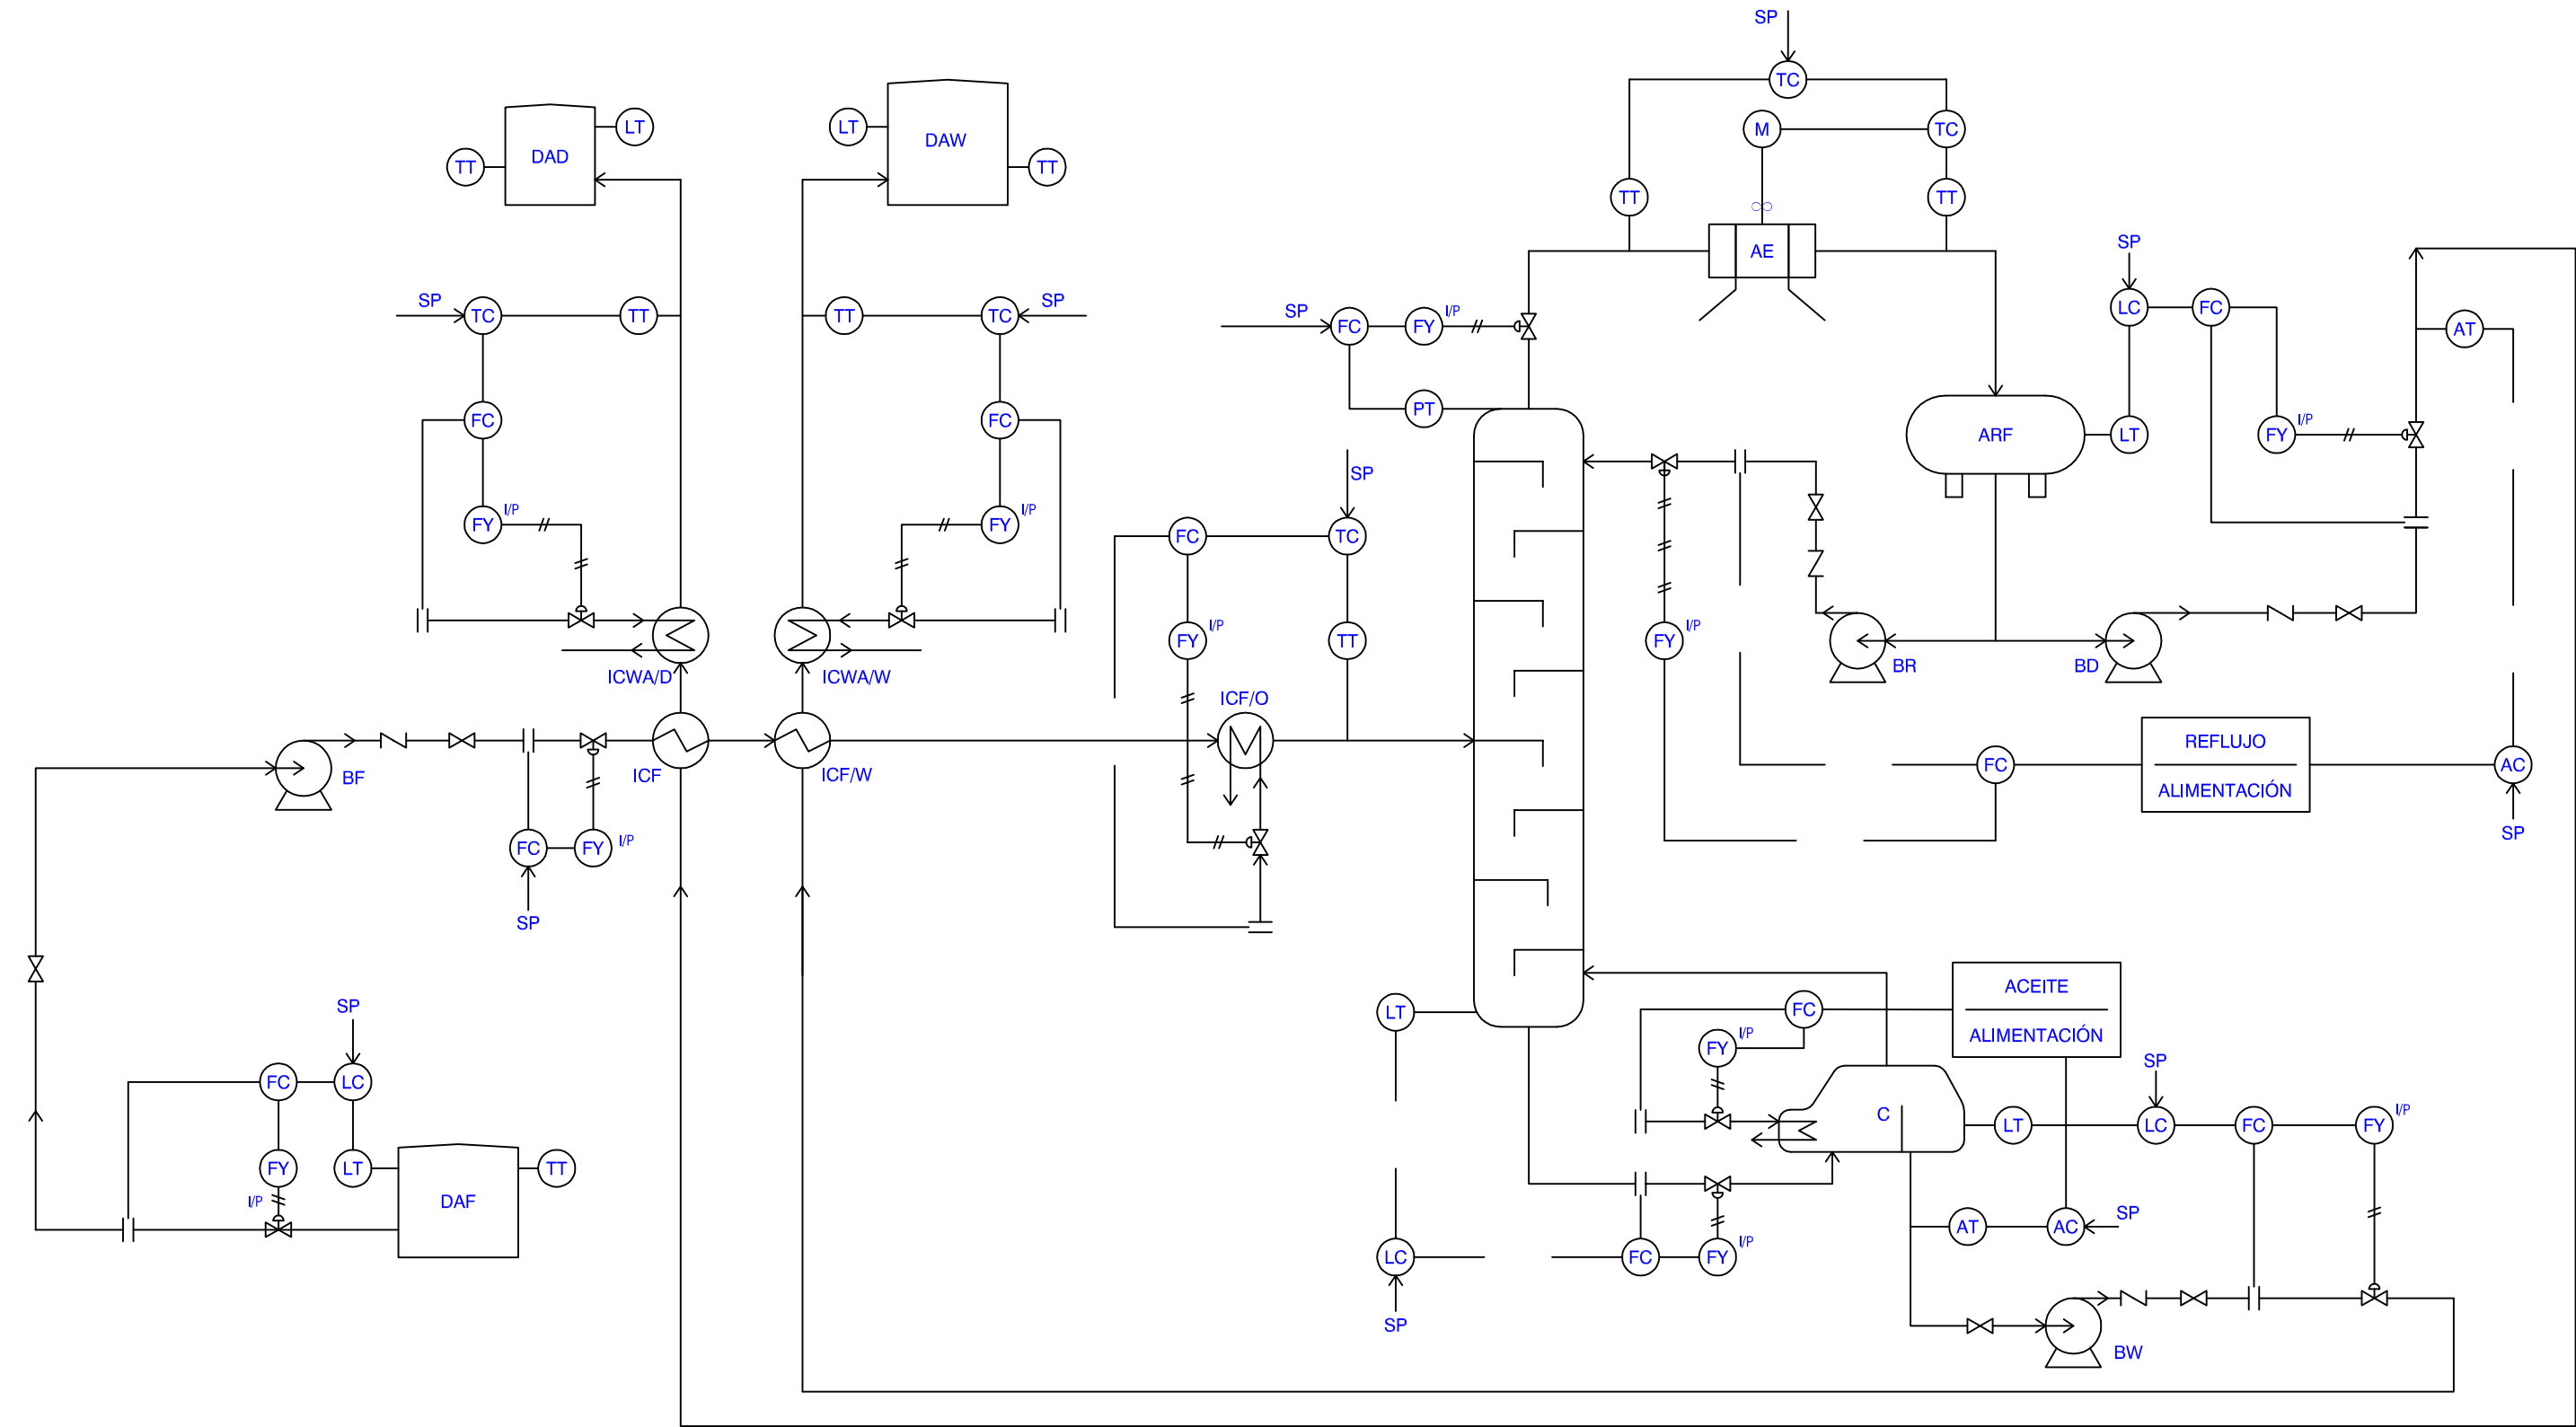 SP
TC
LT
DAD
LT
DAW
M
TC
TT
TT
TT
TT
AE
SP
SP
TC
TT
TT
TC
SP
SP
FC
FY
I/P
LC
FC
AT
PT
FC
FC
ARF
LT
FY
I/P
SP
FY
I/P
FY
I/P
FC
TC
FY
I/P
TT
FY
I/P
BR
BD
ICWA/D
ICWA/W
ICF/O
REFLUJO
ALIMENTACIÓN
BF
ICF
ICF/W
FC
AC
SP
FC
FY
I/P
SP
ACEITE
ALIMENTACIÓN
SP
LT
FC
FY
I/P
SP
FC
LC
C
LT
LC
FC
FY
I/P
FY
LT
TT
I/P
DAF
AT
AC
SP
LC
FC
FY
I/P
SP
BW